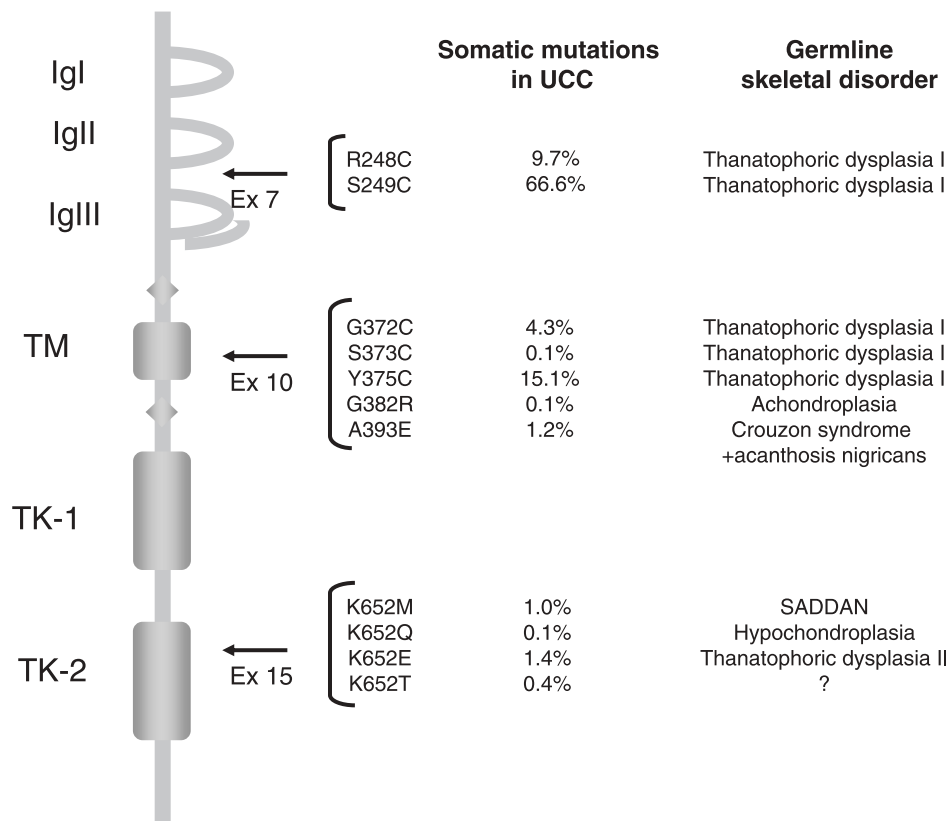 Somatic mutations
in UCC
Germline
skeletal disorder
IgI
IgII
IgIII
Ex 7
R248C 9.7% Thanatophoric dysplasia I
S249C 66.6% Thanatophoric dysplasia I
TM
Ex 10
G372C 4.3% Thanatophoric dysplasia I
S373C 0.1% Thanatophoric dysplasia I
Y375C 15.1% Thanatophoric dysplasia I
G382R 0.1% Achondroplasia
A393E 1.2% Crouzon syndrome
+acanthosis nigricans
TK-1
TK-2
Ex 15
K652M 1.0% SADDAN
K652Q 0.1% Hypochondroplasia
K652E 1.4% Thanatophoric dysplasia II
K652T 0.4% ?